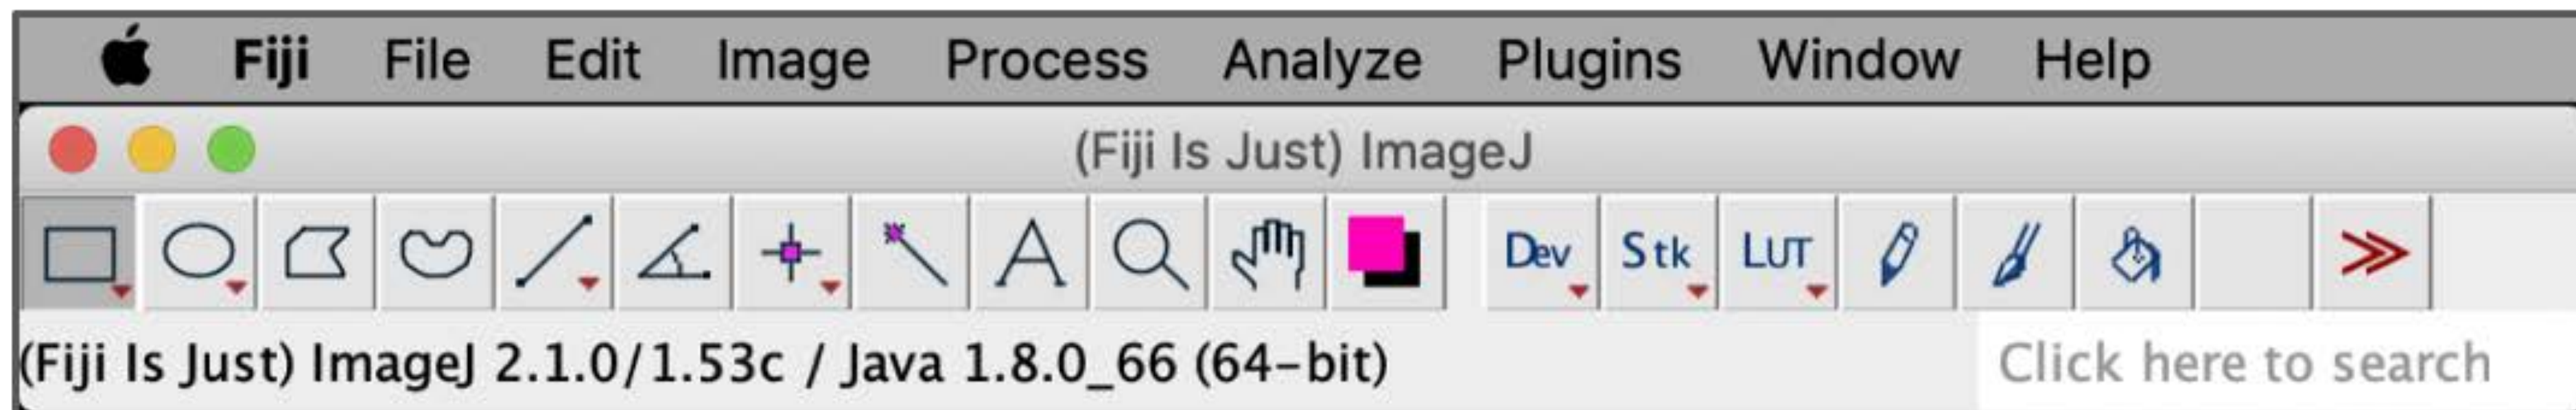 Fiji File Edit Image Process Analyze Plugins Window Help
(Fiji Is Just) ImageJ
A Dev Stk LUT
(Fiji Is Just) ImageJ 2.1.0/1.53c / Java 1.8.0_66 (64-bit) Click here to search